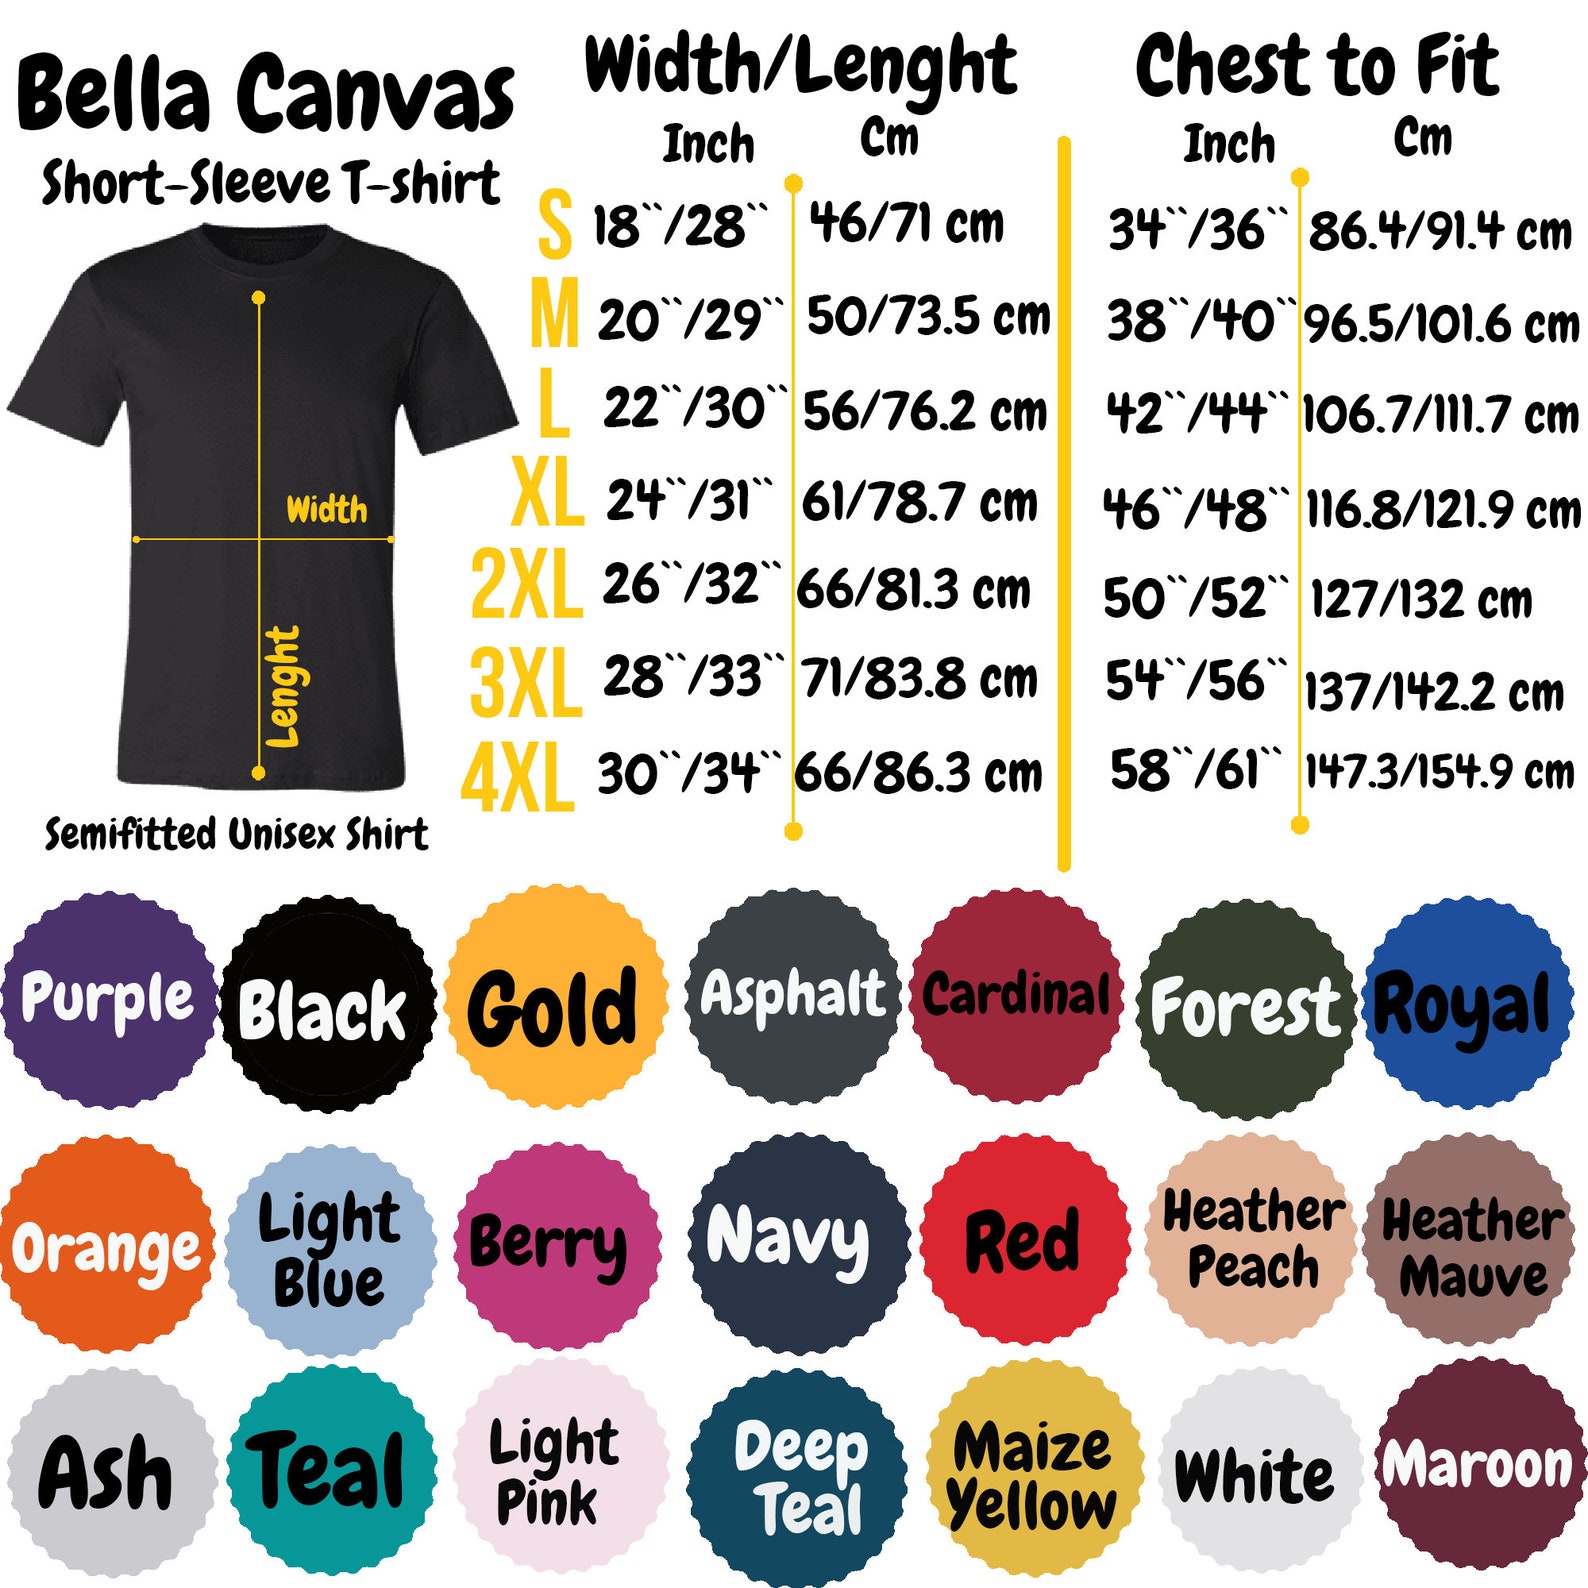 Bella Canvas
Short-Sleeve T-shirt
Width
Lenght
Semifitted Unisex Shirt
Width/Lenght
Chest to Fit
Inch
Cm
Inch
Cm
S 18``/28`` 46/71 cm 34``/36`` 86.4/91.4 cm
M 20``/29`` 50/73.5 cm 38``/40`` 96.5/101.6 cm
L 22``/30`` 56/76.2 cm 42``/44`` 106.7/111.7 cm
XL 24``/31`` 61/78.7 cm 46``/48`` 116.8/121.9 cm
2XL 26``/32`` 66/81.3 cm 50``/52`` 127/132 cm
3XL 28``/33`` 71/83.8 cm 54``/56`` 137/142.2 cm
4XL 30``/34`` 66/86.3 cm 58``/61`` 147.3/154.9 cm
Purple
Black
Gold
Asphalt
Cardinal
Forest
Royal
Orange
Light
Blue
Berry
Navy
Red
Heather
Peach
Heather
Mauve
Ash
Teal
Light
Pink
Deep
Teal
Maize
Yellow
White
Maroon